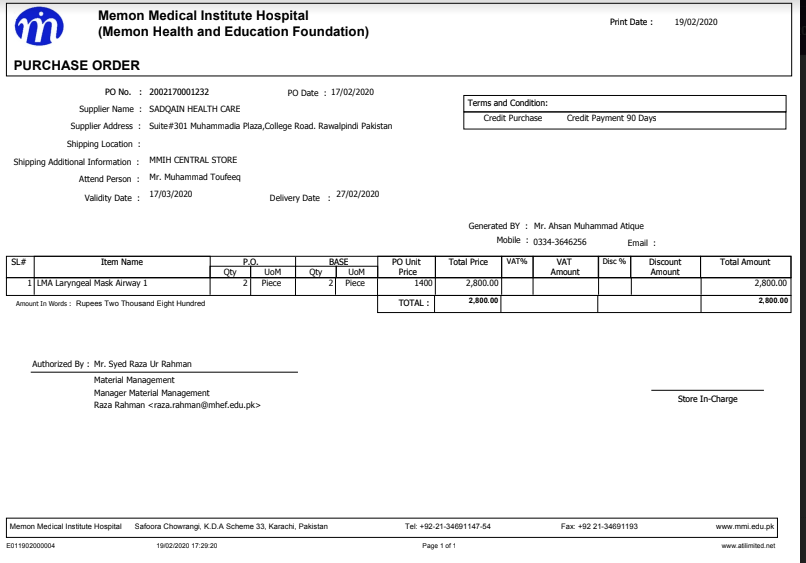 Memon Medical Institute Hospital
(Memon Health and Education Foundation)
Print Date : 19/02/2020
PURCHASE ORDER
PO No. : 2002170001232 PO Date : 17/02/2020
Supplier Name : SADQAIN HEALTH CARE
Terms and Condition:
Credit Purchase Credit Payment 90 Days
Supplier Address : Suite#301 Muhammadia Plaza,College Road. Rawalpindi Pakistan
Shipping Location :
Shipping Additional Information : MMIH CENTRAL STORE
Attend Person : Mr. Muhammad Toufeeq
Validity Date : 17/03/2020 Delivery Date : 27/02/2020
Generated BY : Mr. Ahsan Muhammad Atique
Mobile : 0334-3646256 Email :
SL# Item Name P.O. BASE PO Unit Price Total Price VAT% VAT Amount Disc % Discount Amount Total Amount
Qty UoM Qty UoM
1 LMA Laryngeal Mask Airway 1 2 Piece 2 Piece 1400 2,800.00 2,800.00
Amount In Words : Rupees Two Thousand Eight Hundred TOTAL : 2,800.00 2,800.00
Authorized By : Mr. Syed Raza Ur Rahman
Material Management
Manager Material Management
Raza Rahman <raza.rahman@mhef.edu.pk>
Store In-Charge
Memon Medical Institute Hospital Safoora Chowrangi, K.D.A Scheme 33, Karachi, Pakistan Tel: +92-21-34691147-54 Fax: +92 21-34691193 www.mmi.edu.pk
E011902000004 19/02/2020 17:29:20 Page 1 of 1 www.atilimited.net